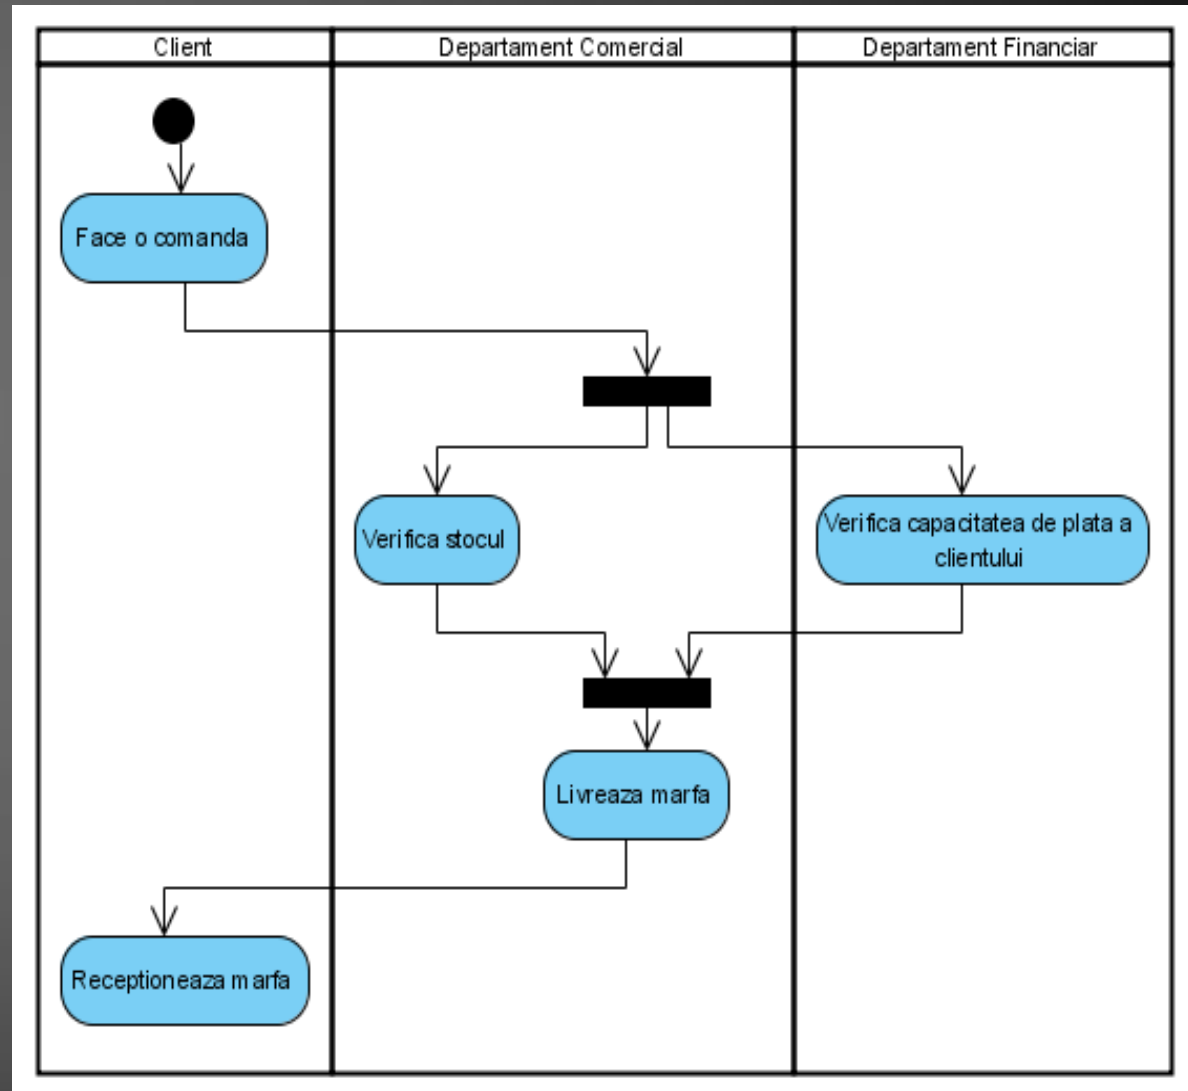 Client
Departament Comercial
Departament Financiar
Face o comanda
Verifica stocul
Verifica capacitatea de plata a
clientului
Livreaza marfa
Receptioneaza marfa